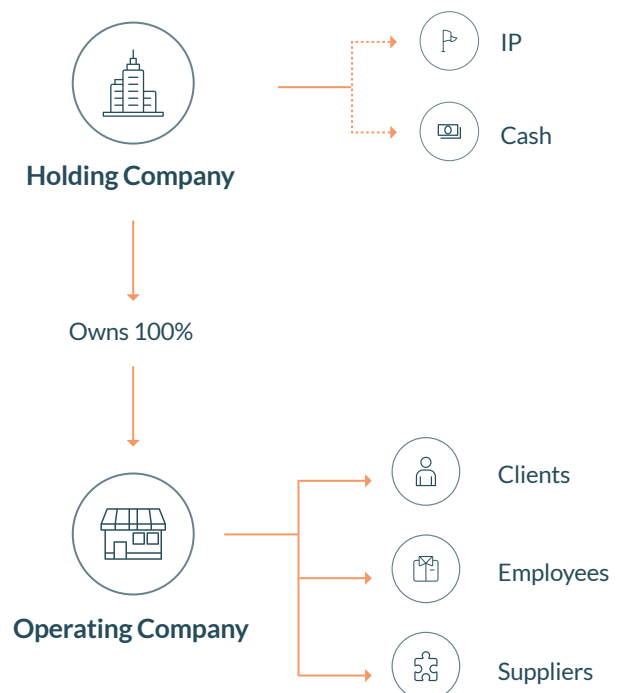 IP
Cash
Holding Company
Owns 100%
Clients
Employees
Operating Company
Suppliers